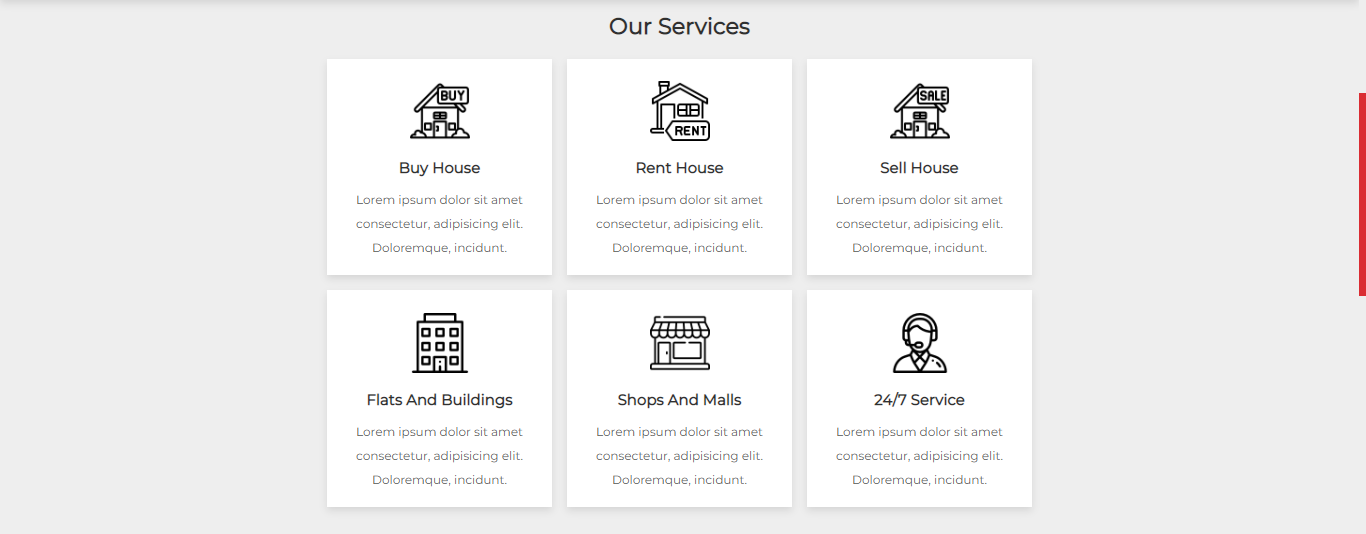 Our Services
BUY
RENT
SALE
Buy House
Rent House
Sell House
Lorem ipsum dolor sit amet
consectetur, adipisicing elit.
Doloremque, incidunt.
Lorem ipsum dolor sit amet
consectetur, adipisicing elit.
Doloremque, incidunt.
Lorem ipsum dolor sit amet
consectetur, adipisicing elit.
Doloremque, incidunt.
Flats And Buildings
Shops And Malls
24/7 Service
Lorem ipsum dolor sit amet
consectetur, adipisicing elit.
Doloremque, incidunt.
Lorem ipsum dolor sit amet
consectetur, adipisicing elit.
Doloremque, incidunt.
Lorem ipsum dolor sit amet
consectetur, adipisicing elit.
Doloremque, incidunt.